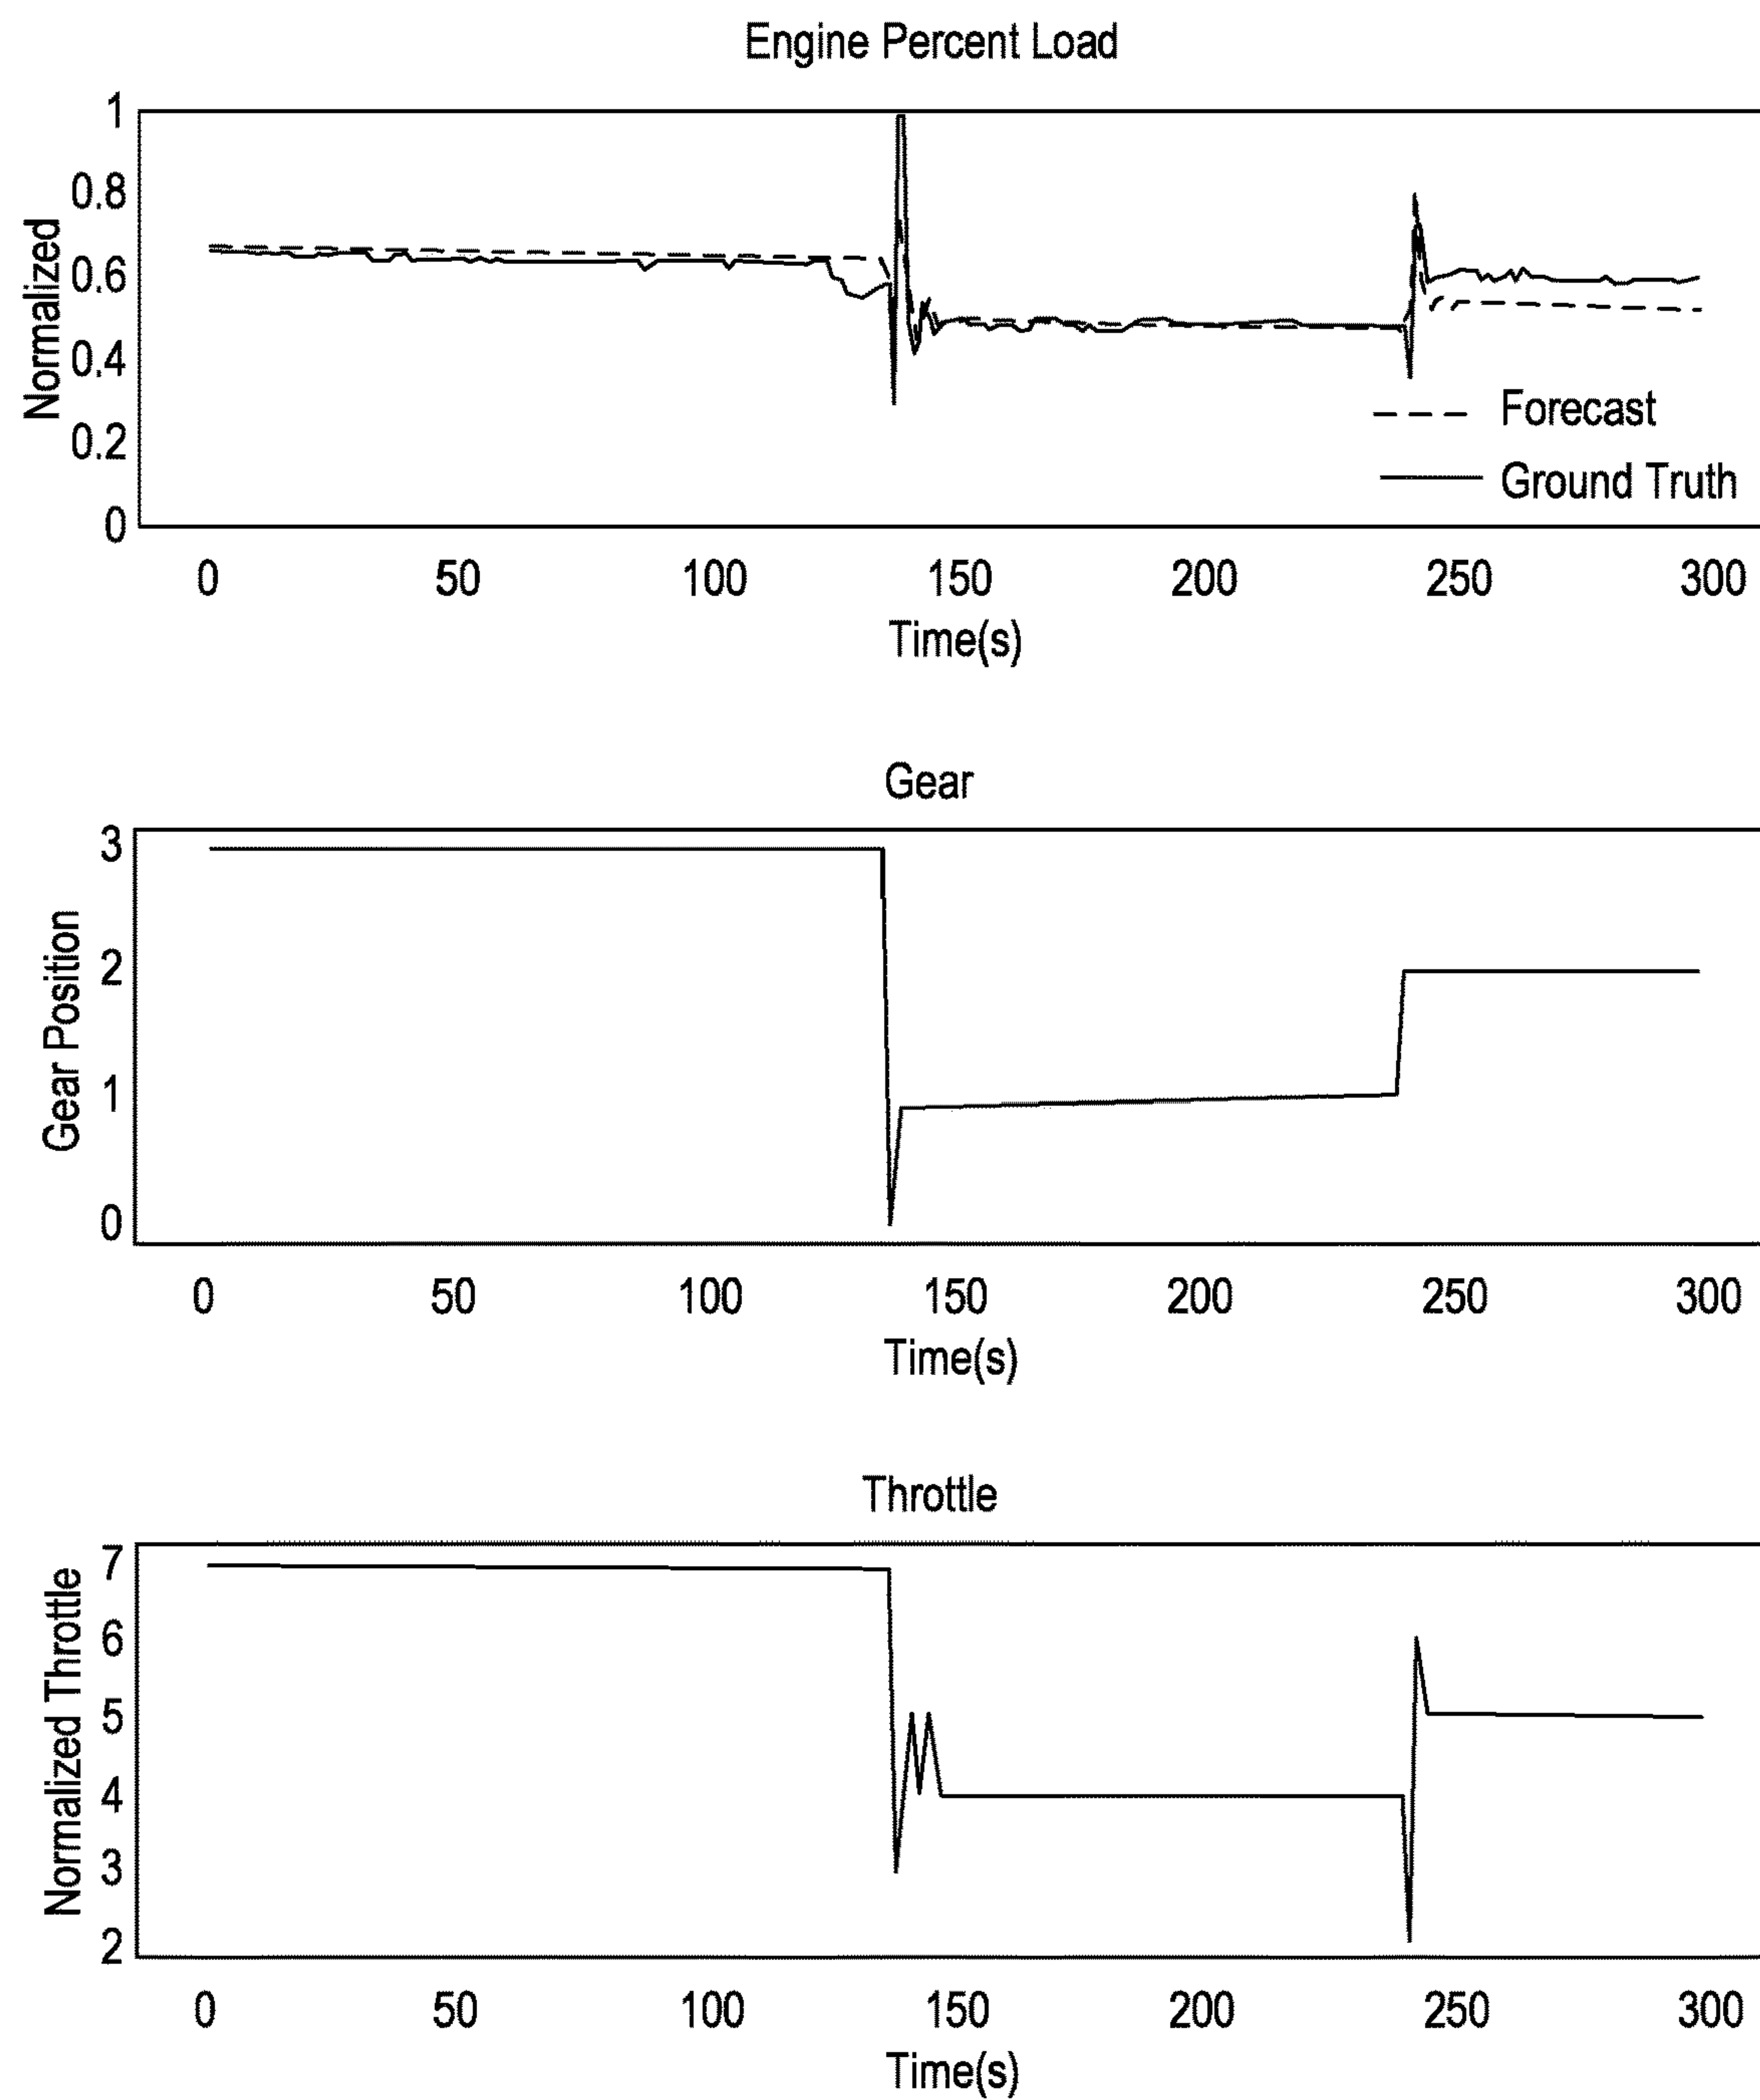 Engine Percent Load
Normalized
1
0.8
0.6
0.4
0.2
0
Forecast
Ground Truth
0 50 100 150 200 250 300
Time(s)
Gear
Gear Position
3
2
1
0
0 50 100 150 200 250 300
Time(s)
Throttle
Normalized Throttle
7
6
5
4
3
2
0 50 100 150 200 250 300
Time(s)